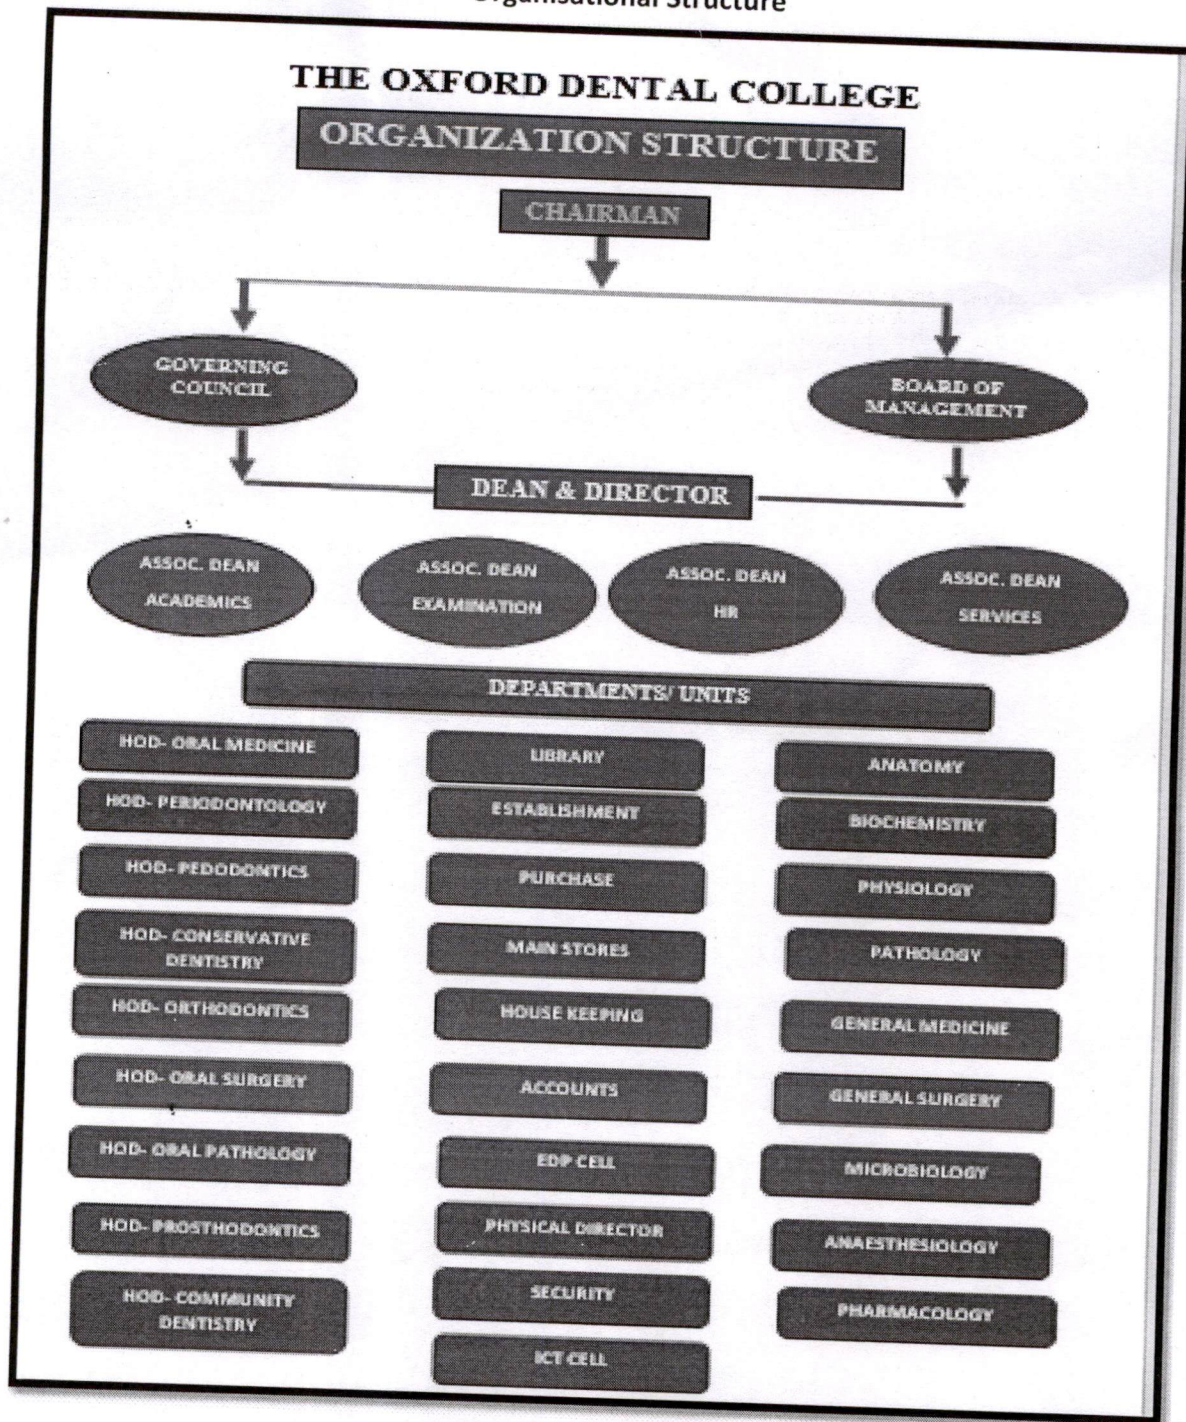 Organisational Structure
THE OXFORD DENTAL COLLEGE
ORGANIZATION STRUCTURE
CHAIRMAN
GOVERNING
COUNCIL
BOARD OF
MANAGEMENT
DEAN & DIRECTOR
ASSOC. DEAN
ACADEMICS
ASSOC. DEAN
EXAMINATION
ASSOC. DEAN
HR
ASSOC. DEAN
SERVICES
DEPARTMENTS/ UNITS
HOD- ORAL MEDICINE
HOD- PERIODONTOLOGY
HOD- PEDODONTICS
HOD- CONSERVATIVE
DENTISTRY
HOD- ORTHODONTICS
HOD- ORAL SURGERY
HOD- ORAL PATHOLOGY
HOD- PROSTHODONTICS
HOD- COMMUNITY
DENTISTRY
LIBRARY
ESTABLISHMENT
PURCHASE
MAIN STORES
HOUSE KEEPING
ACCOUNTS
EDP CELL
PHYSICAL DIRECTOR
SECURITY
ICT CELL
ANATOMY
BIOCHEMISTRY
PHYSIOLOGY
PATHOLOGY
GENERAL MEDICINE
GENERAL SURGERY
MICROBIOLOGY
ANAESTHESIOLOGY
PHARMACOLOGY